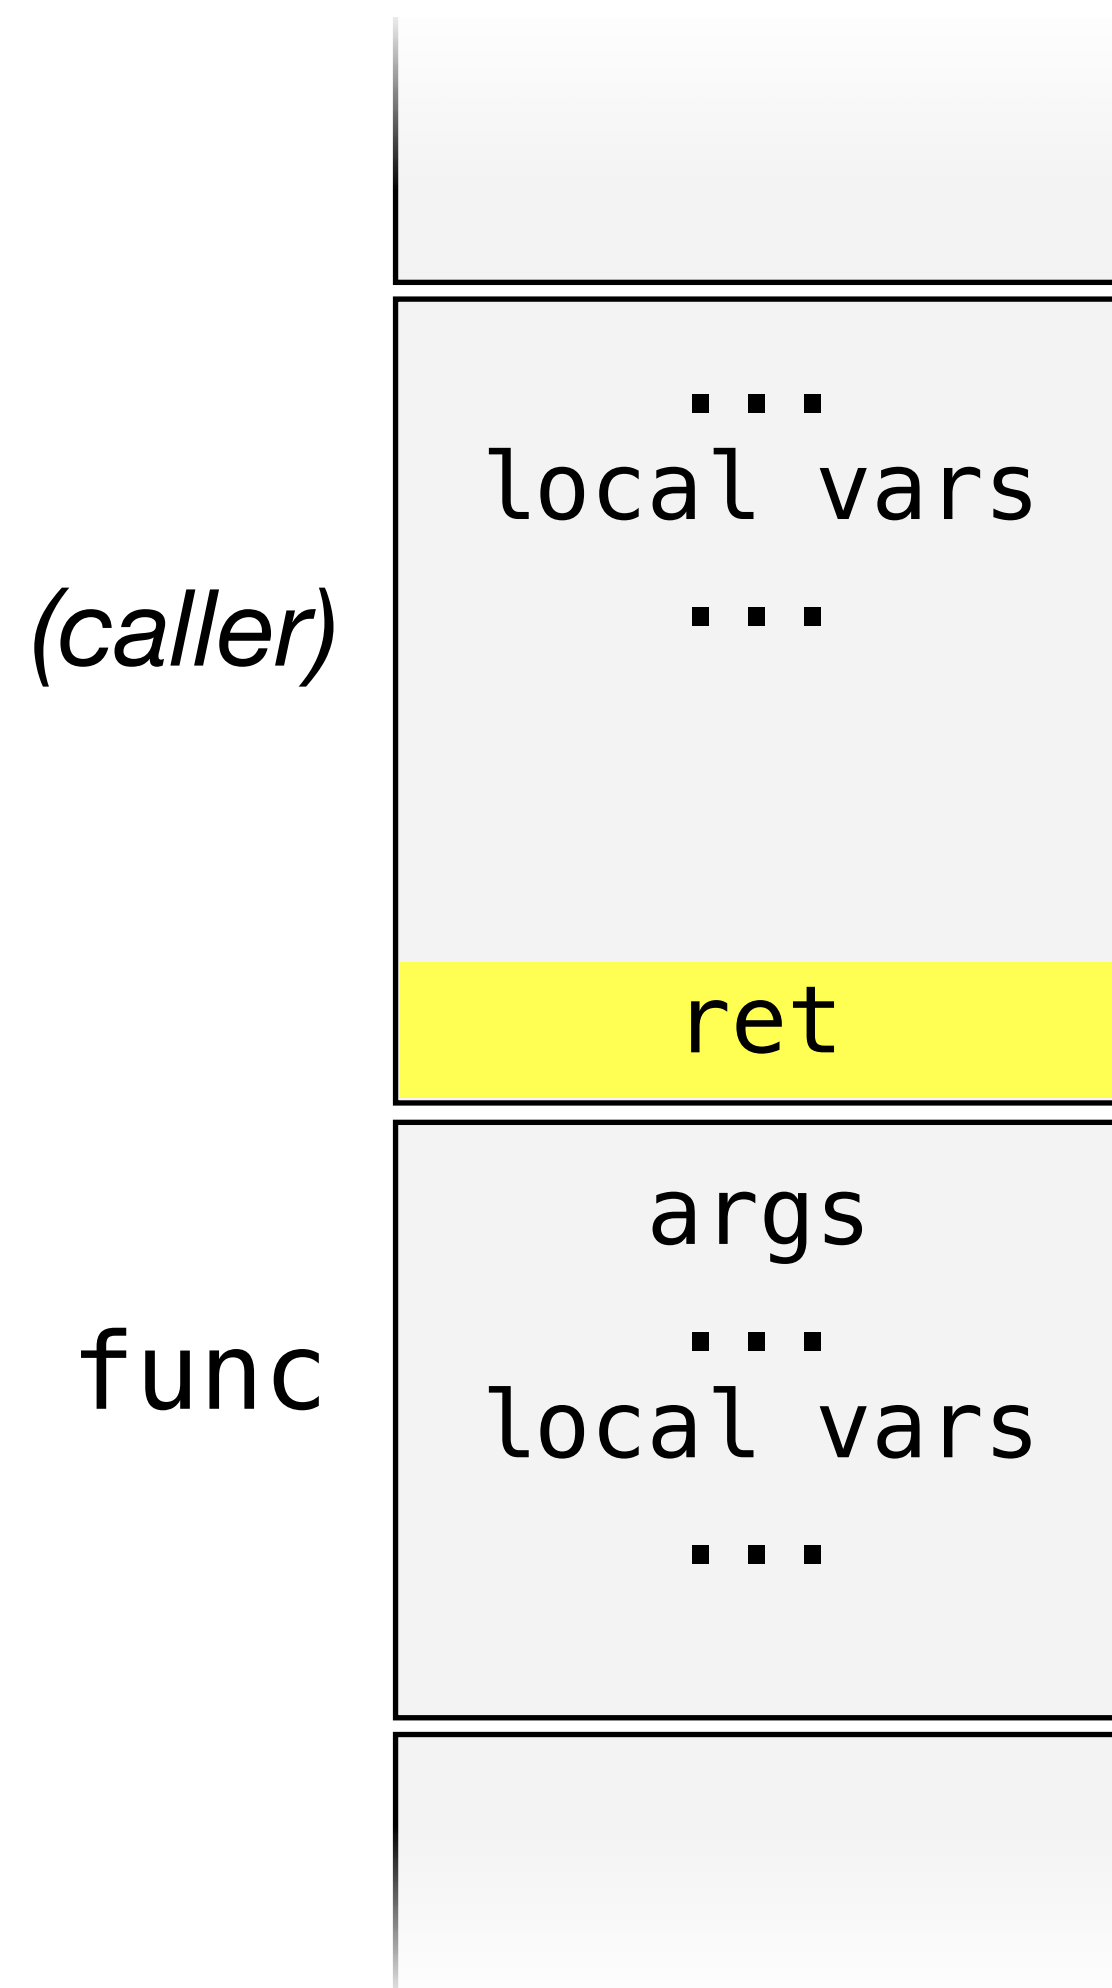 ...
local vars
(caller)
...
ret
args
...
func
local vars
...